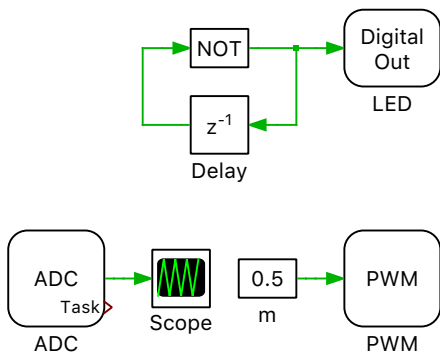 NOT
Digital
Out
LED
z⁻¹
Delay
ADC
Task
ADC
Scope
0.5
m
PWM
PWM